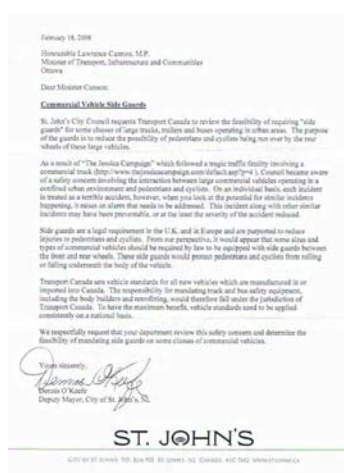 February 18, 2008
Honourable Lawrence Cannon, M.P.
Minister of Transport, Infrastructure and Communities
Ottawa
Dear Minister Cannon:
Commercial Vehicle Side Guards
St. John's City Council requests Transport Canada to review the feasibility of requiring "side
guards" for some classes of large trucks, trailers and buses operating in urban areas. The purpose
of the guards is to reduce the possibility of pedestrians and cyclists being run over by the rear
wheels of these large vehicles.
As a result of "The Jessica Campaign" which followed a tragic traffic fatality involving a
commercial truck (http://www.thejessicacampaign.com/default.asp?p=4 ), Council became aware
of a safety concern involving the interaction between large commercial vehicles operating in a
confined urban environment and pedestrians and cyclists. On an individual basis, each incident
is treated as a terrible accident, however, when you look at the potential for similar incidents
happening, it raises an alarm that needs to be addressed. This incident along with other similar
incidents may have been preventable, or at the least the severity of the accident reduced.
Side guards are a legal requirement in the U.K. and in Europe and are purported to reduce
injuries to pedestrians and cyclists. From our perspective, it would appear that some sizes and
types of commercial vehicles should be required by law to be equipped with side guards between
the front and rear wheels. These side guards would protect pedestrians and cyclists from rolling
or falling underneath the body of the vehicle.
Transport Canada sets vehicle standards for all new vehicles which are manufactured in or
imported into Canada. The responsibility for mandating truck and bus safety equipment,
including the body builders and retrofitting, would therefore fall under the jurisdiction of
Transport Canada. To have the maximum benefit, vehicle standards need to be applied
consistently on a national basis.
We respectfully request that your department review this safety concern and determine the
feasibility of mandating side guards on some classes of commercial vehicles.
Yours sincerely,
Dennis O'Keefe
Dennis O'Keefe
Deputy Mayor, City of St. John's,
ST. JOHN'S
CITY OF ST. JOHN'S P.O. BOX 908 ST. JOHN'S NL CANADA A1C 5M2 WWW.STJOHNS.CA